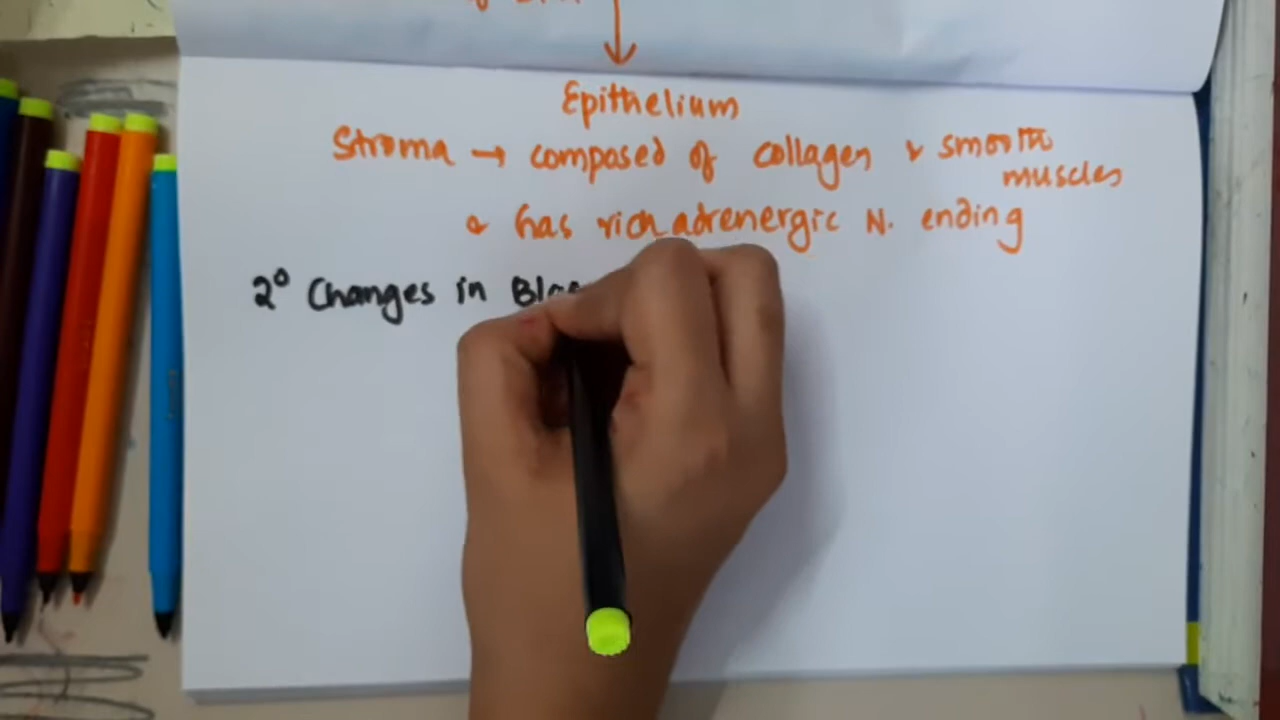 Epithelium
Stroma → composed of collagen & smooth
muscles
& has rich adrenergic N. ending
2° Changes in